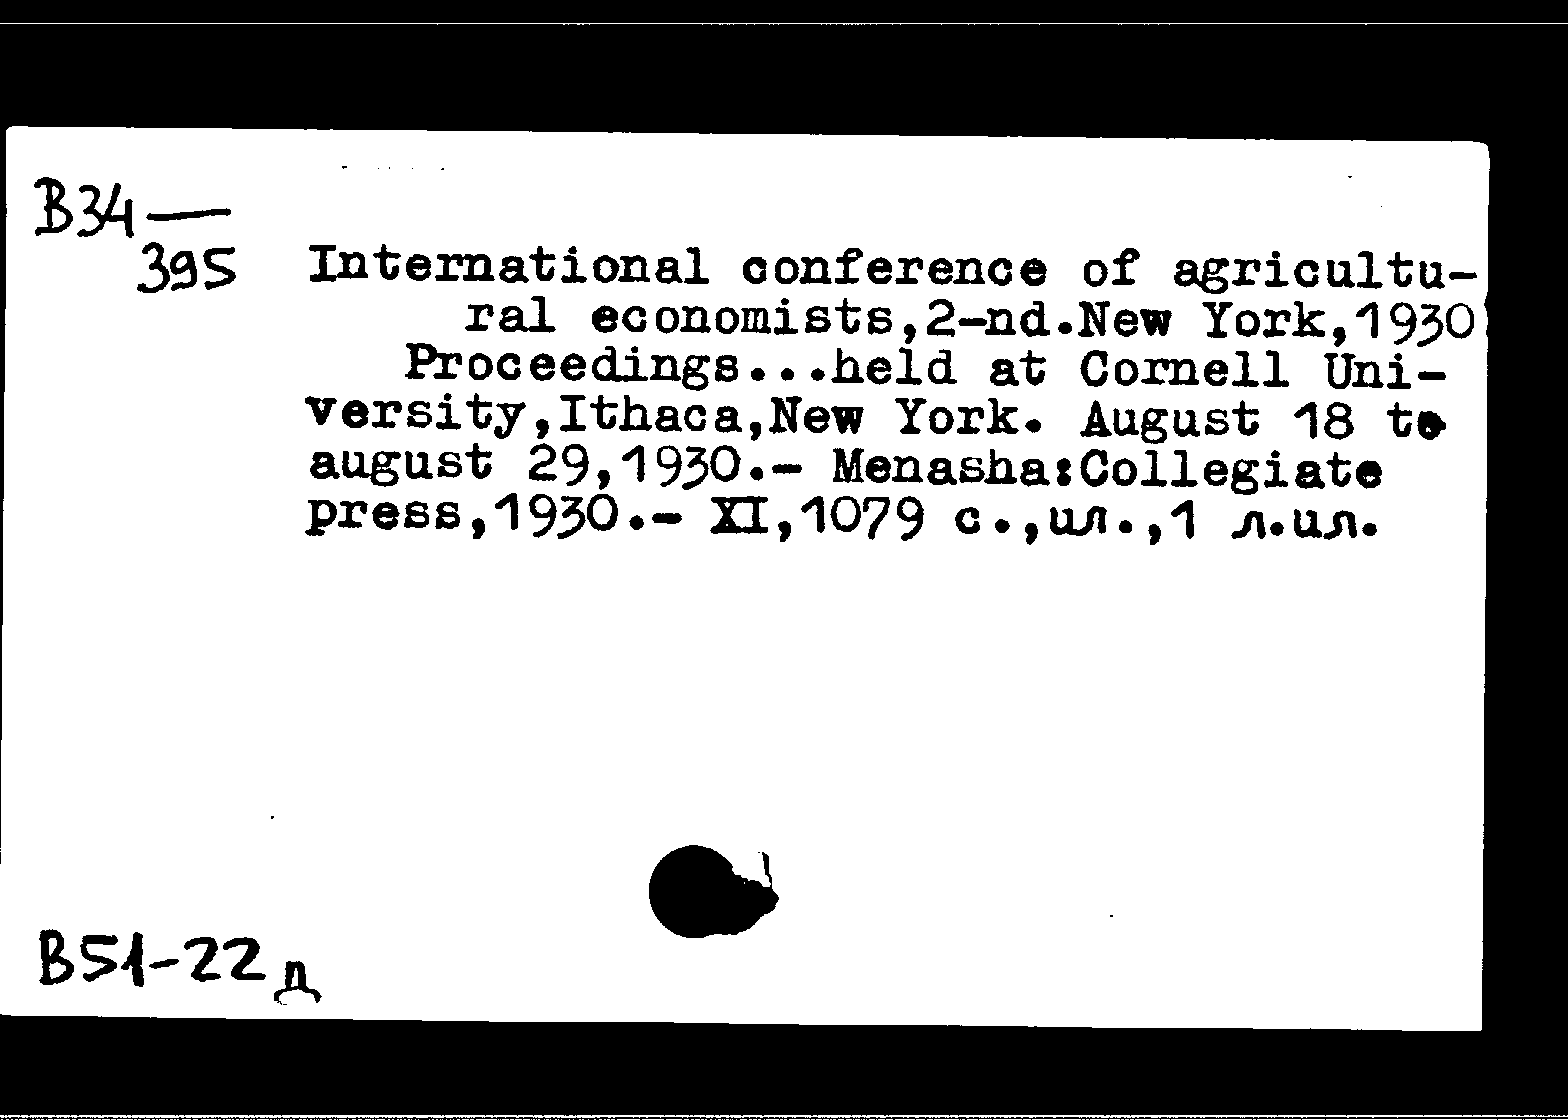 B34—
395 International conference of agricultu-
ral economists,2-nd.New York,1930
Proceedings...held at Cornell Uni-
versity,Ithaca,New York. August 18 to
august 29,1930.- Menasha:Collegiate
press,1930.- XI,1079 с.,ил.,1 л.ил.
B51-22д